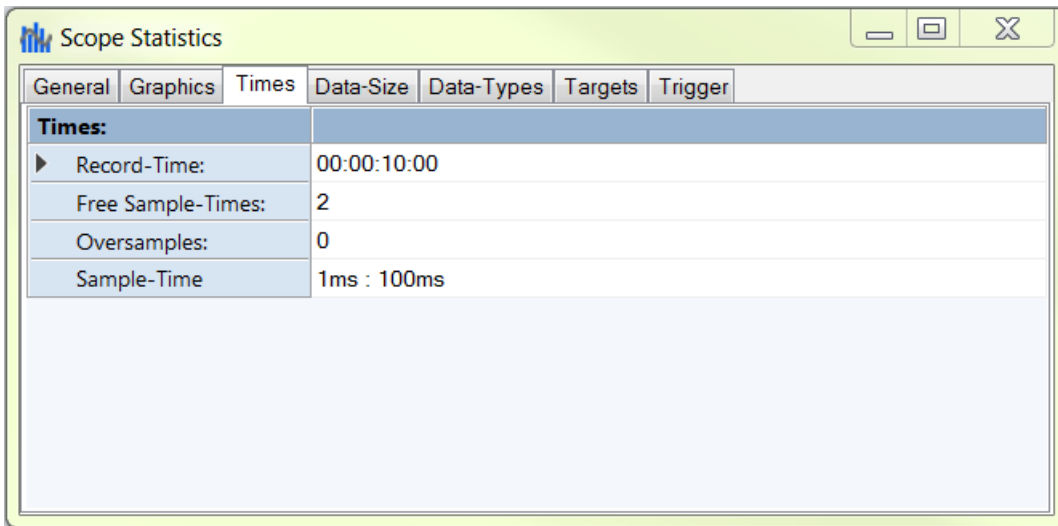 Scope Statistics
General Graphics Times Data-Size Data-Types Targets Trigger
Times:
Record-Time: 00:00:10:00
Free Sample-Times: 2
Oversamples: 0
Sample-Time 1ms : 100ms